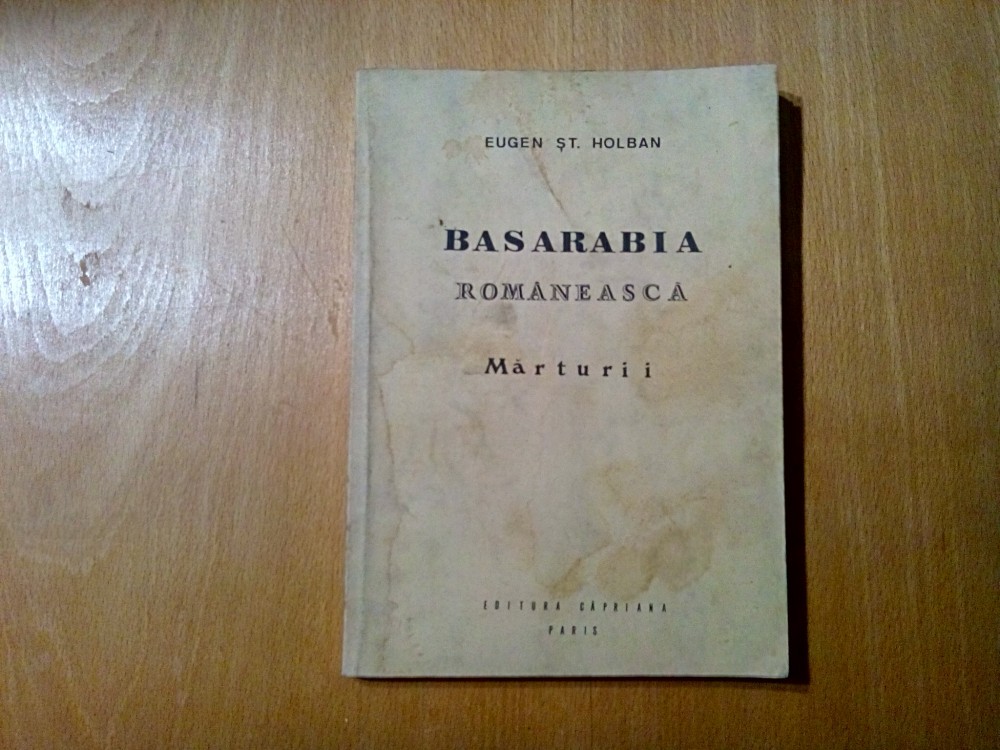 EUGEN ȘT. HOLBAN
BASARABIA
ROMÂNEASCĂ
Mărturii
EDITURA CĂPRIANA
PARIS